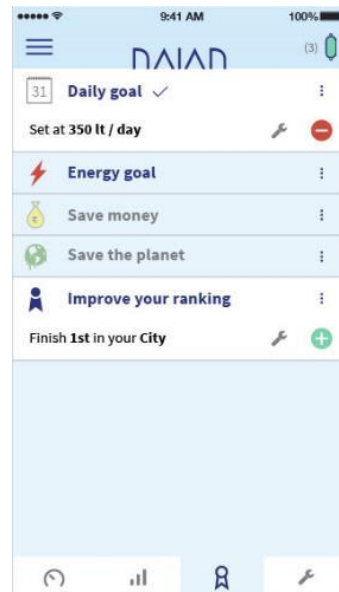 9:41 AM 100%
NAIAD
(3)
31 Daily goal
Set at 350 lt / day
Energy goal
Save money
Save the planet
Improve your ranking
Finish 1st in your City